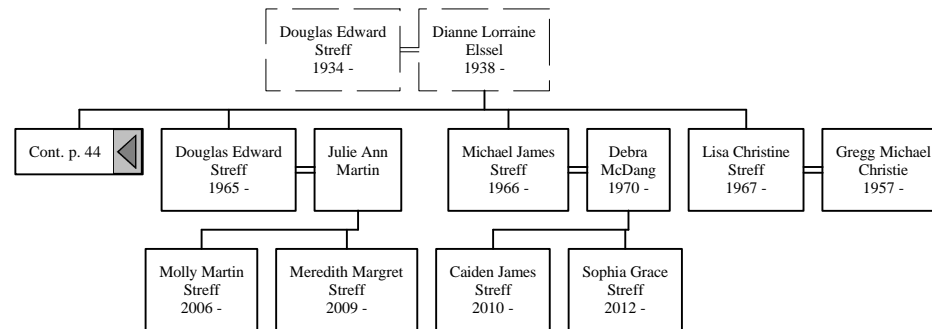 Douglas Edward
Streff
1934 -
Dianne Lorraine
Elssel
1938 -
Cont. p. 44
Douglas Edward
Streff
1965 -
Julie Ann
Martin
Michael James
Streff
1966 -
Debra
McDang
1970 -
Lisa Christine
Streff
1967 -
Gregg Michael
Christie
1957 -
Molly Martin
Streff
2006 -
Meredith Margret
Streff
2009 -
Caiden James
Streff
2010 -
Sophia Grace
Streff
2012 -